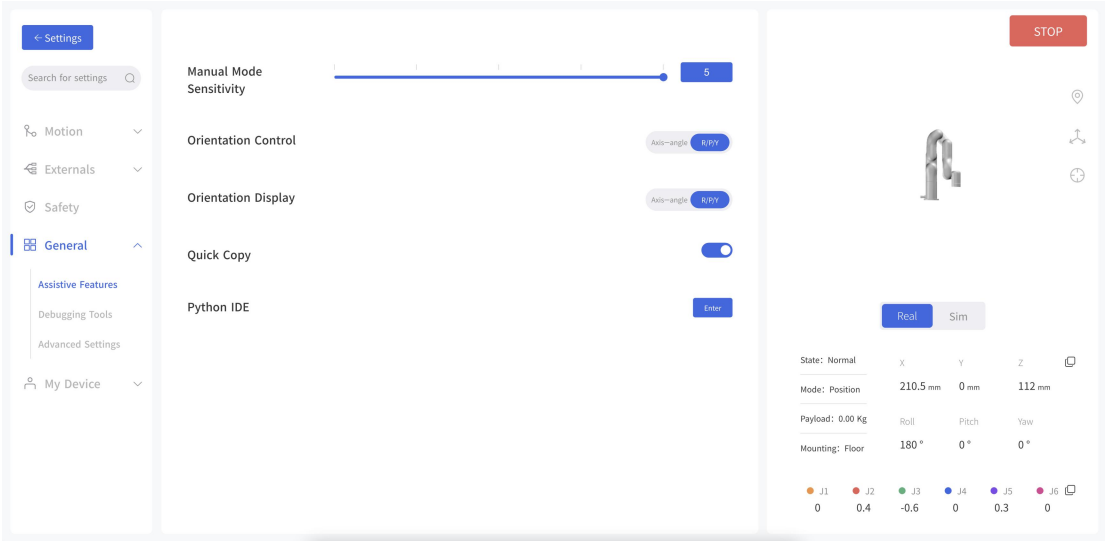 ← Settings
Search for settings
Motion
Externals
Safety
General
Assistive Features
Debugging Tools
Advanced Settings
My Device
Manual Mode
Sensitivity
5
Orientation Control
Axis-angle R/P/Y
Orientation Display
Axis-angle R/P/Y
Quick Copy
Python IDE
Enter
STOP
Real Sim
State: Normal
Mode: Position
Payload: 0.00 Kg
Mounting: Floor
X Y Z
210.5 mm 0 mm 112 mm
Roll Pitch Yaw
180 ° 0 ° 0 °
J1 J2 J3 J4 J5 J6
0 0.4 -0.6 0 0.3 0